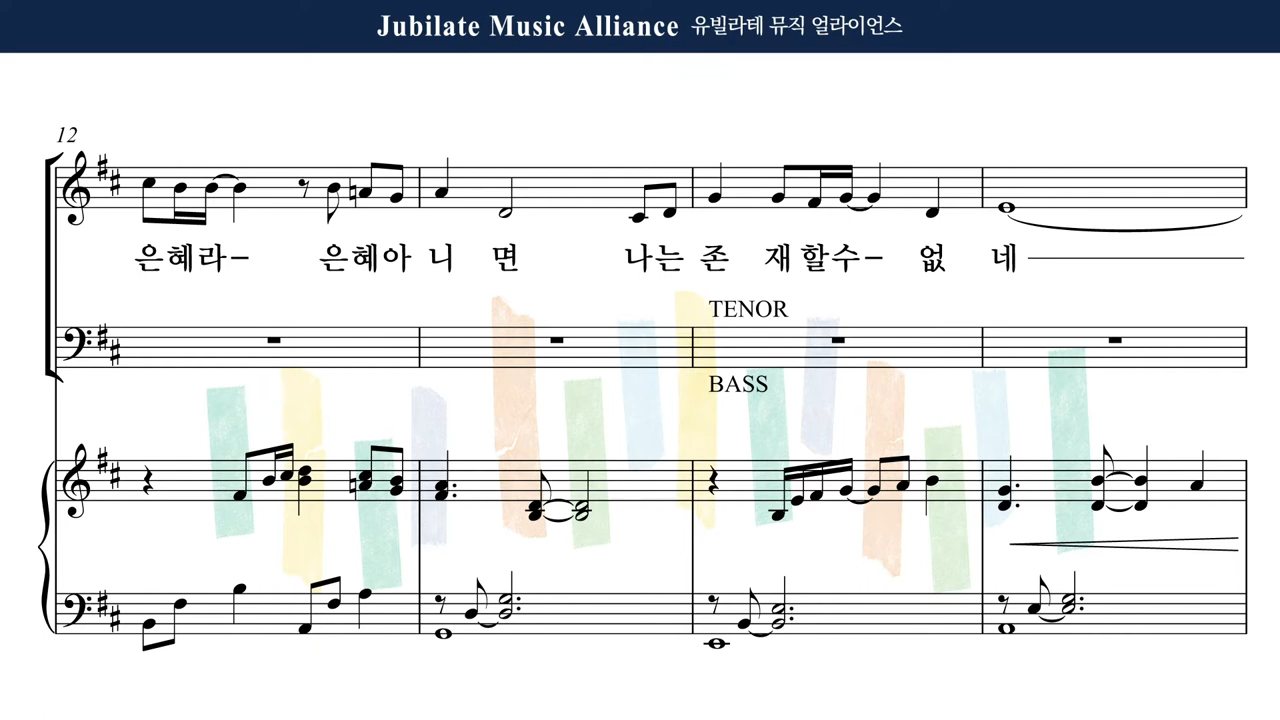 Jubilate Music Alliance 유빌라테 뮤직 얼라이언스
12
은혜라– 은혜아 니 면 나는 존 재 할수– 없 네
TENOR
BASS